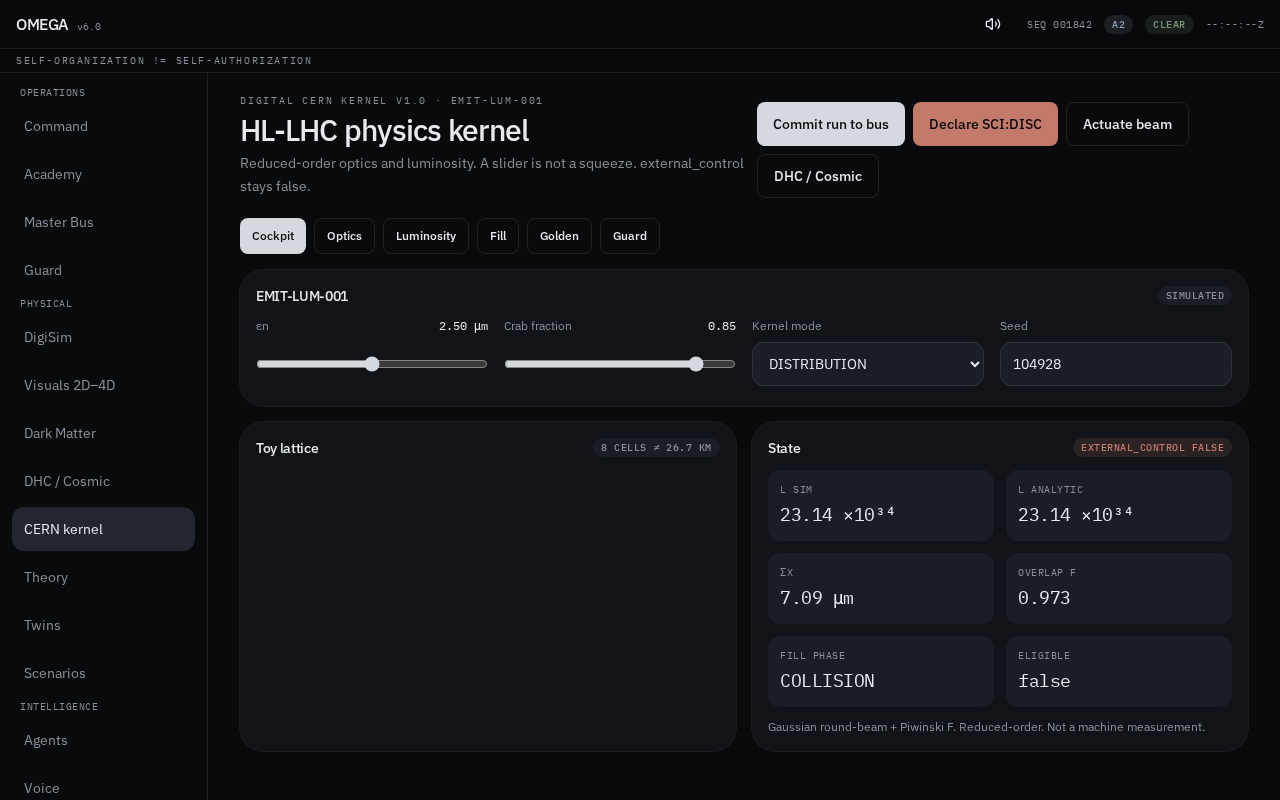 OMEGA v6.0
SEQ 001842 A2 CLEAR --:--:--Z
SELF-ORGANIZATION != SELF-AUTHORIZATION
OPERATIONS
Command
Academy
Master Bus
Guard
PHYSICAL
DigiSim
Visuals 2D–4D
Dark Matter
DHC / Cosmic
CERN kernel
Theory
Twins
Scenarios
INTELLIGENCE
Agents
Voice
DIGITAL CERN KERNEL V1.0 · EMIT-LUM-001
HL-LHC physics kernel
Reduced-order optics and luminosity. A slider is not a squeeze. external_control
stays false.
Commit run to bus Declare SCI:DISC Actuate beam
DHC / Cosmic
Cockpit Optics Luminosity Fill Golden Guard
EMIT-LUM-001 SIMULATED
εn 2.50 μm Crab fraction 0.85 Kernel mode Seed
DISTRIBUTION 104928
Toy lattice 8 CELLS ≠ 26.7 KM
State EXTERNAL_CONTROL FALSE
L SIM L ANALYTIC
23.14 ×10³⁴ 23.14 ×10³⁴
ΣX OVERLAP F
7.09 μm 0.973
FILL PHASE ELIGIBLE
COLLISION false
Gaussian round-beam + Piwinski F. Reduced-order. Not a machine measurement.